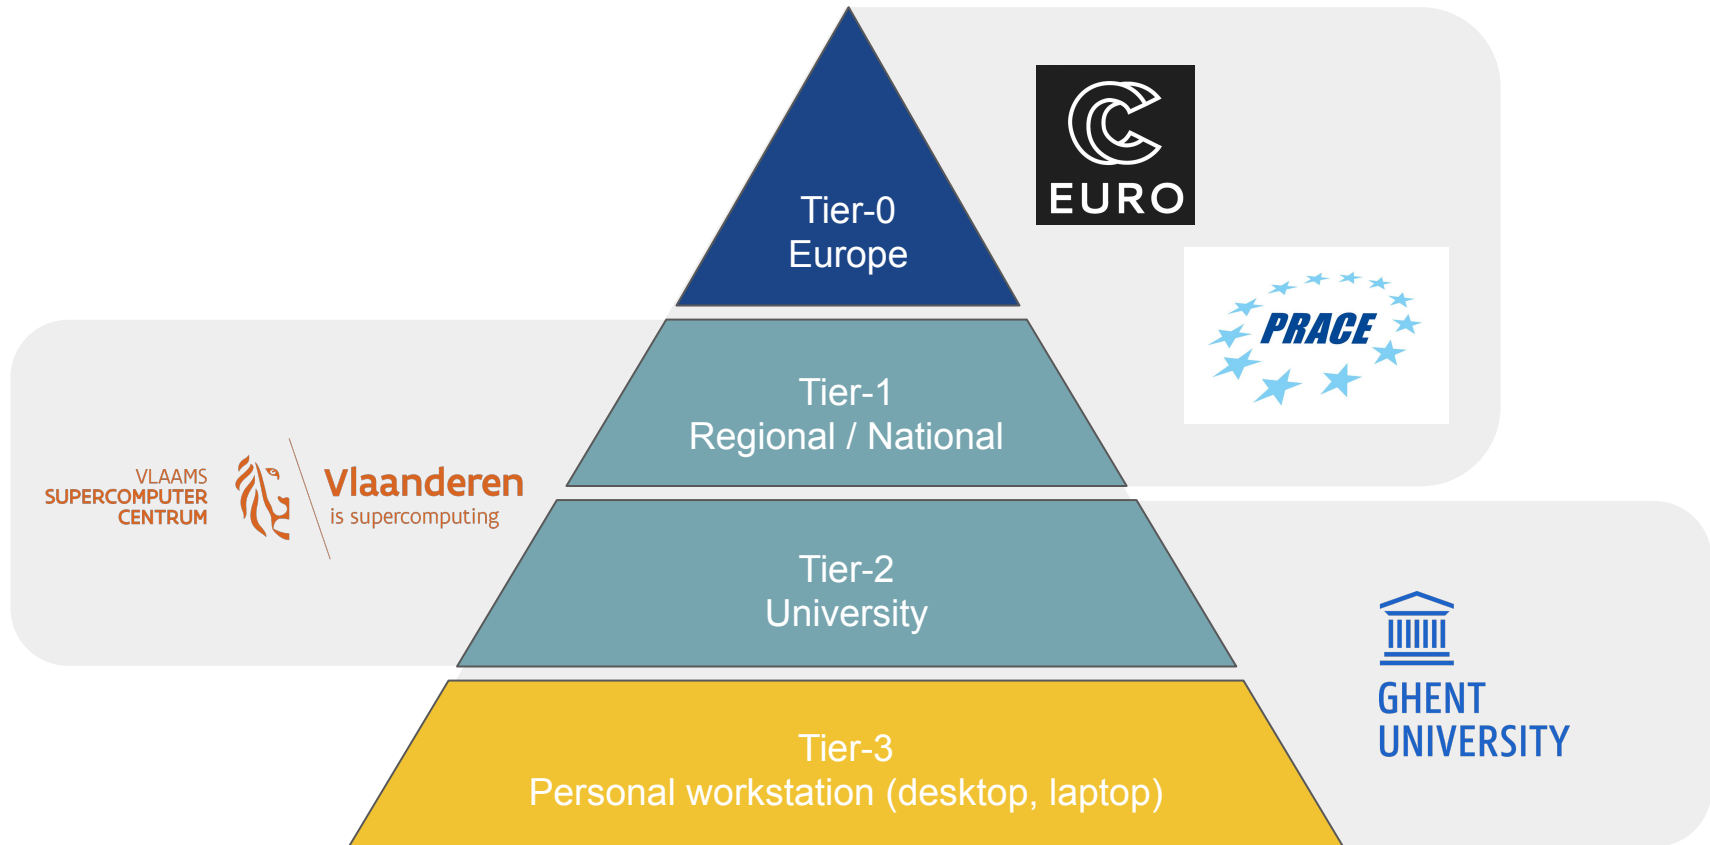 EURO
Tier-0
Europe
PRACE
Tier-1
Regional / National
VLAAMS
SUPERCOMPUTER
CENTRUM
Vlaanderen
is supercomputing
Tier-2
University
GHENT
UNIVERSITY
Tier-3
Personal workstation (desktop, laptop)